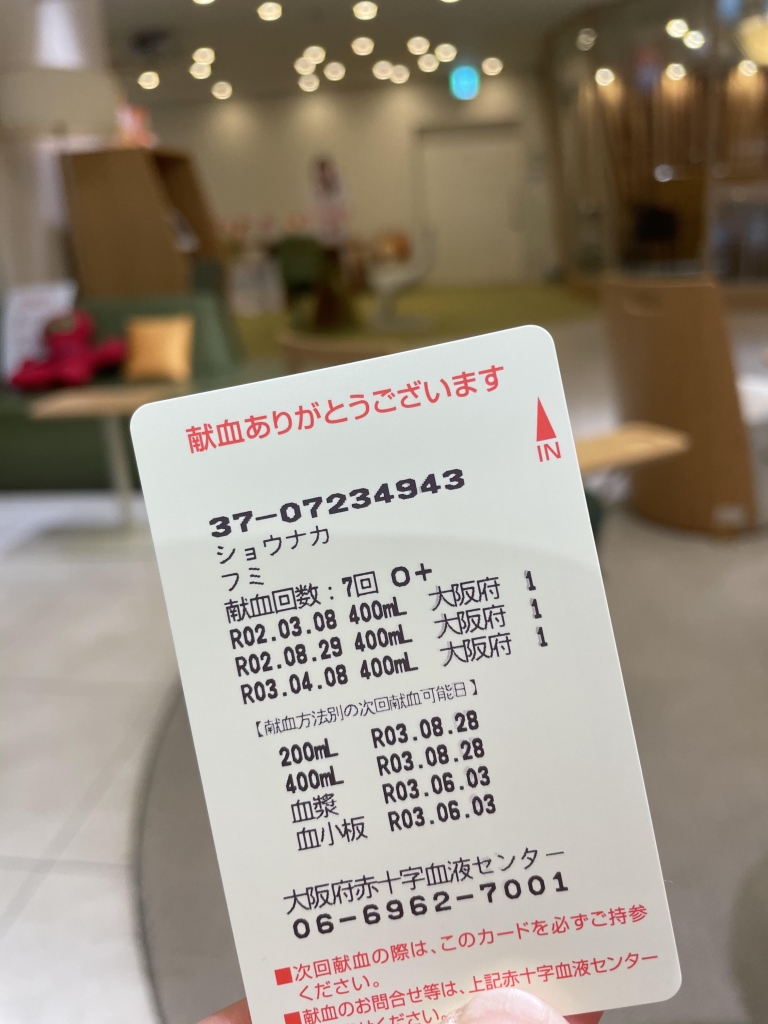 献血ありがとうございます
IN
37-07234943
ショウナカ
フミ
献血回数:7回 O+
R02.03.08 400mL 大阪府 1
R02.08.29 400mL 大阪府 1
R03.04.08 400mL 大阪府 1
【献血方法別の次回献血可能日】
200mL R03.08.28
400mL R03.08.28
血漿 R03.06.03
血小板 R03.06.03
大阪府赤十字血液センター
06-6962-7001
■次回献血の際は、このカードを必ずご持参
ください。
■献血のお問合せ等は、上記赤十字血液センター
ください。